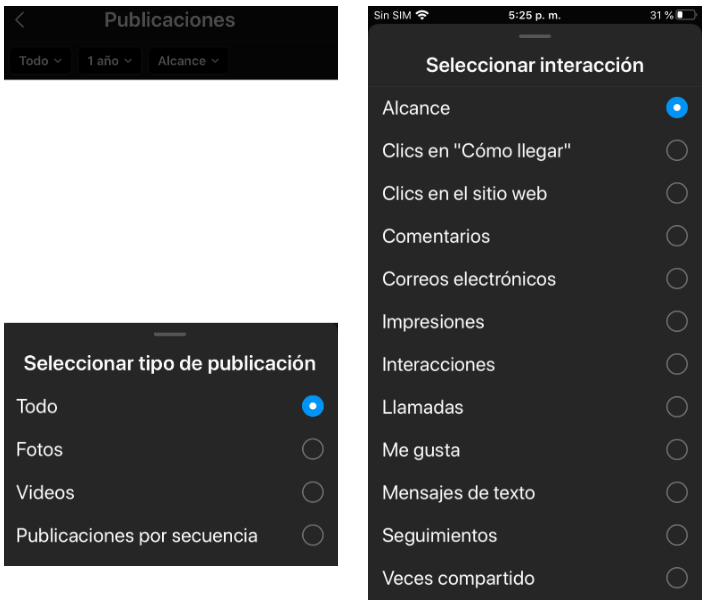 Publicaciones
Todo
1 año
Alcance
Seleccionar tipo de publicación
Todo
Fotos
Videos
Publicaciones por secuencia
Sin SIM
5:25 p. m.
31 %
Seleccionar interacción
Alcance
Clics en "Cómo llegar"
Clics en el sitio web
Comentarios
Correos electrónicos
Impresiones
Interacciones
Llamadas
Me gusta
Mensajes de texto
Seguimientos
Veces compartido